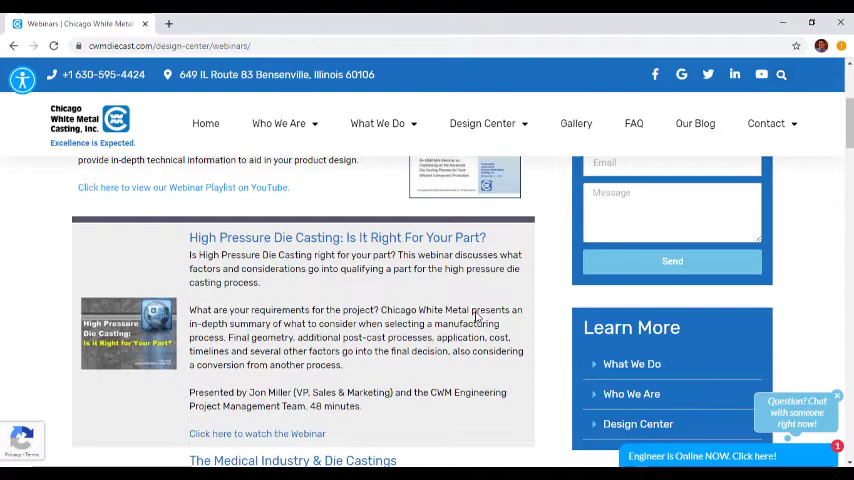 Webinars | Chicago White Metal
cwmdiecast.com/design-center/webinars/
+1 630-595-4424
649 IL Route 83 Bensenville, Illinois 60106
Chicago
White Metal
Casting, Inc.
Excellence is Expected.
Home
Who We Are
What We Do
Design Center
Gallery
FAQ
Our Blog
Contact
provide in-depth technical information to aid in your product design.
Click here to view our Webinar Playlist on YouTube.
High Pressure Die Casting: Is It Right For Your Part?
Is High Pressure Die Casting right for your part? This webinar discusses what
factors and considerations go into qualifying a part for the high pressure die
casting process.
High Pressure
Die Casting:
Is it Right for Your Part?
What are your requirements for the project? Chicago White Metal presents an
in-depth summary of what to consider when selecting a manufacturing
process. Final geometry, additional post-cast processes, application, cost,
timelines and several other factors go into the final decision, also considering
a conversion from another process.
Presented by Jon Miller (VP, Sales & Marketing) and the CWM Engineering
Project Management Team. 48 minutes.
Click here to watch the Webinar
The Medical Industry & Die Castings
Email
Message
Send
Learn More
What We Do
Who We Are
Design Center
Question? Chat
with someone
right now!
1
Engineer is Online NOW. Click here!
Privacy - Terms